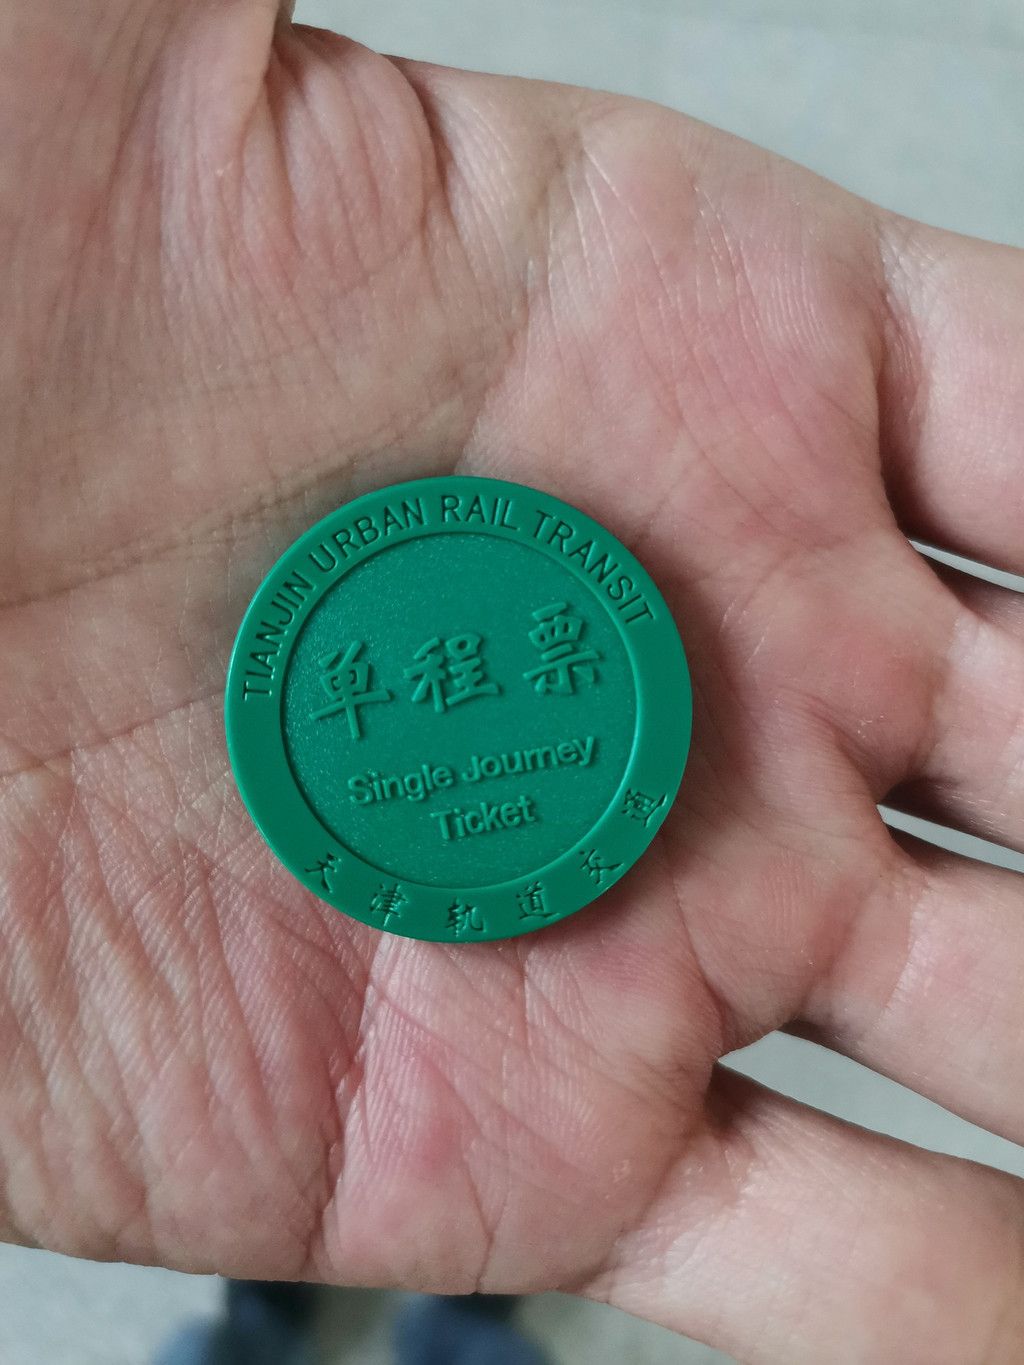 TIANJIN URBAN RAIL TRANSIT
单程票
Single Journey
Ticket
天津轨道交通